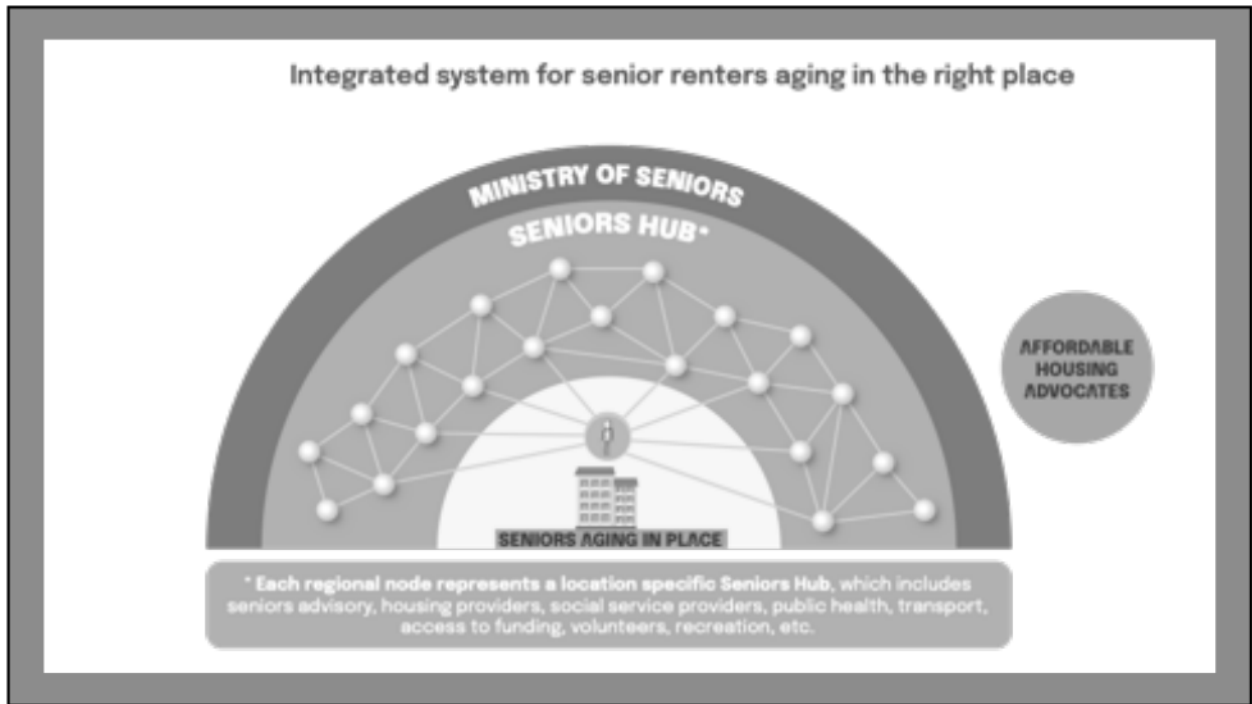 Integrated system for senior renters aging in the right place
MINISTRY OF SENIORS
SENIORS HUB*
AFFORDABLE
HOUSING
ADVOCATES
SENIORS AGING IN PLACE
* Each regional node represents a location specific Seniors Hub, which includes
seniors advisory, housing providers, social service providers, public health, transport,
access to funding, volunteers, recreation, etc.